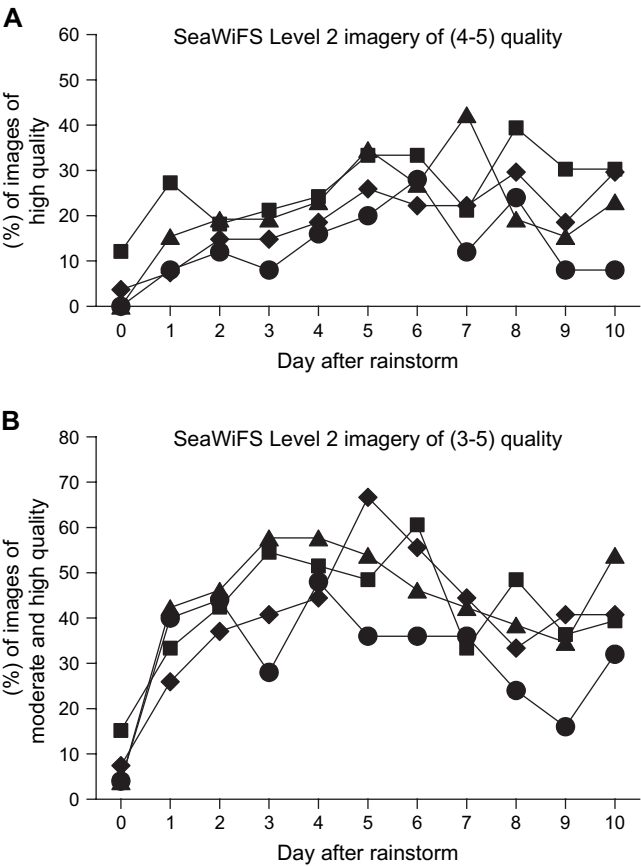 A
SeaWiFS Level 2 imagery of (4-5) quality
(%) of images of
high quality
60
50
40
30
20
10
0
0 1 2 3 4 5 6 7 8 9 10
Day after rainstorm
B
SeaWiFS Level 2 imagery of (3-5) quality
(%) of images of
moderate and high quality
80
70
60
50
40
30
20
10
0
0 1 2 3 4 5 6 7 8 9 10
Day after rainstorm